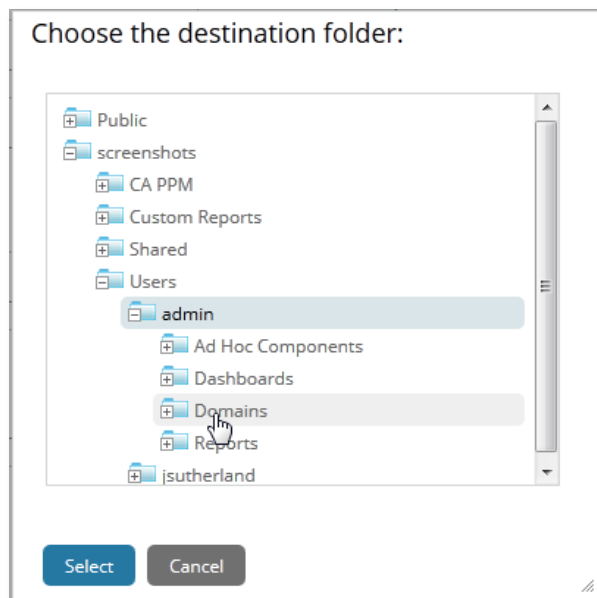 Choose the destination folder:
Public
screenshots
CA PPM
Custom Reports
Shared
Users
admin
Ad Hoc Components
Dashboards
Domains
Reports
jsutherland
Select Cancel